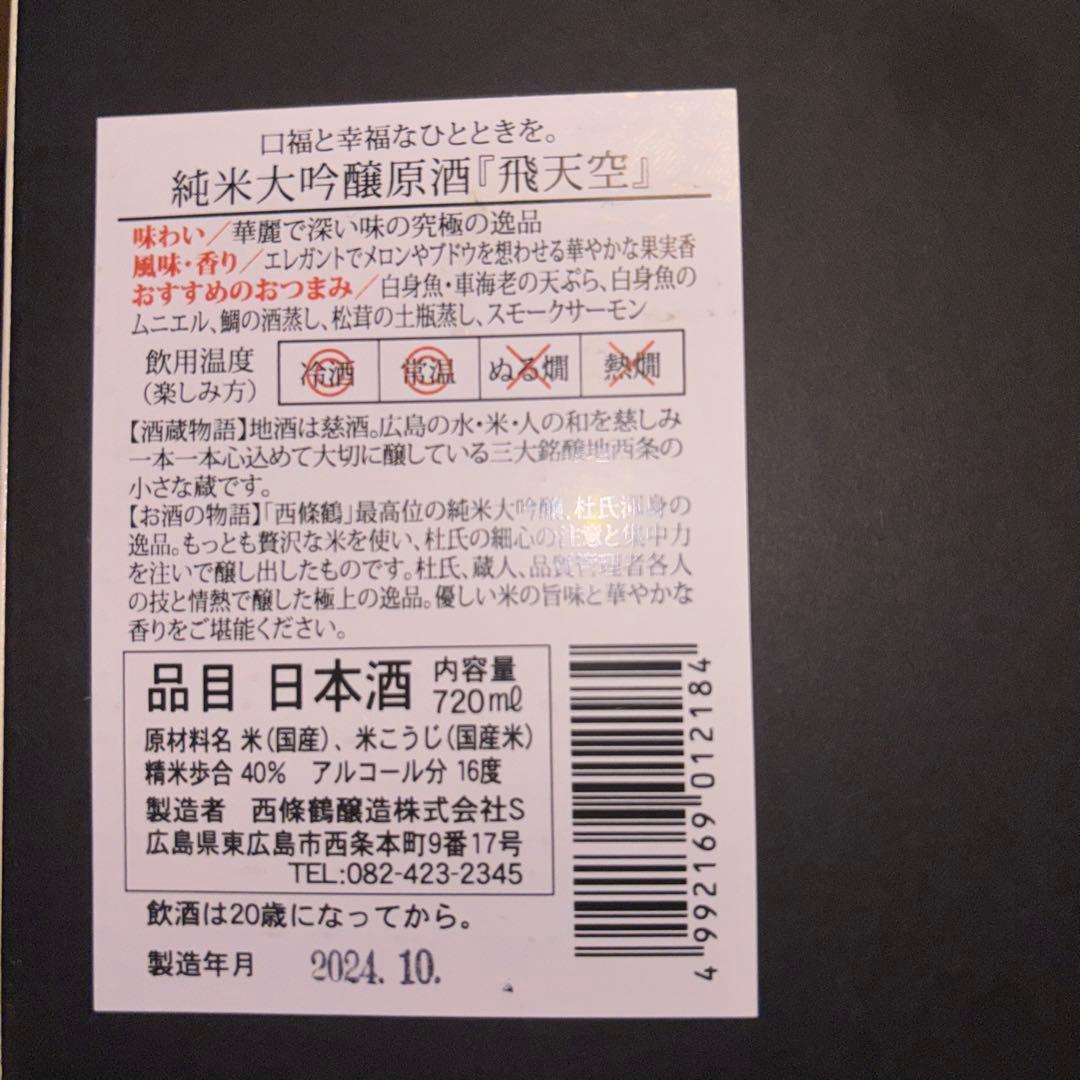 口福と幸福なひとときを。
純米大吟醸原酒『飛天空』
味わい／華麗で深い味の究極の逸品
風味・香り／エレガントでメロンやブドウを想わせる華やかな果実香
おすすめのおつまみ／白身魚・車海老の天ぷら、白身魚の
ムニエル、鯛の酒蒸し、松茸の土瓶蒸し、スモークサーモン
飲用温度
(楽しみ方)
冷酒 常温 ぬる燗 熱燗
【酒蔵物語】地酒は慈酒。広島の水・米・人の和を慈しみ
一本一本心込めて大切に醸している三大銘醸地西条の
小さな蔵です。
【お酒の物語】「西條鶴」最高位の純米大吟醸、杜氏渾身の
逸品。もっとも贅沢な米を使い、杜氏の細心の注意と集中力
を注いで醸し出したものです。杜氏、蔵人、品質管理者各人
の技と情熱で醸した極上の逸品。優しい米の旨味と華やかな
香りをご堪能ください。
品目 日本酒 内容量
720㎖
原材料名 米(国産)、米こうじ(国産米)
精米歩合 40% アルコール分 16度
製造者 西條鶴醸造株式会社S
広島県東広島市西条本町9番17号
TEL:082-423-2345
飲酒は20歳になってから。
製造年月 2024.10.
4992169012184